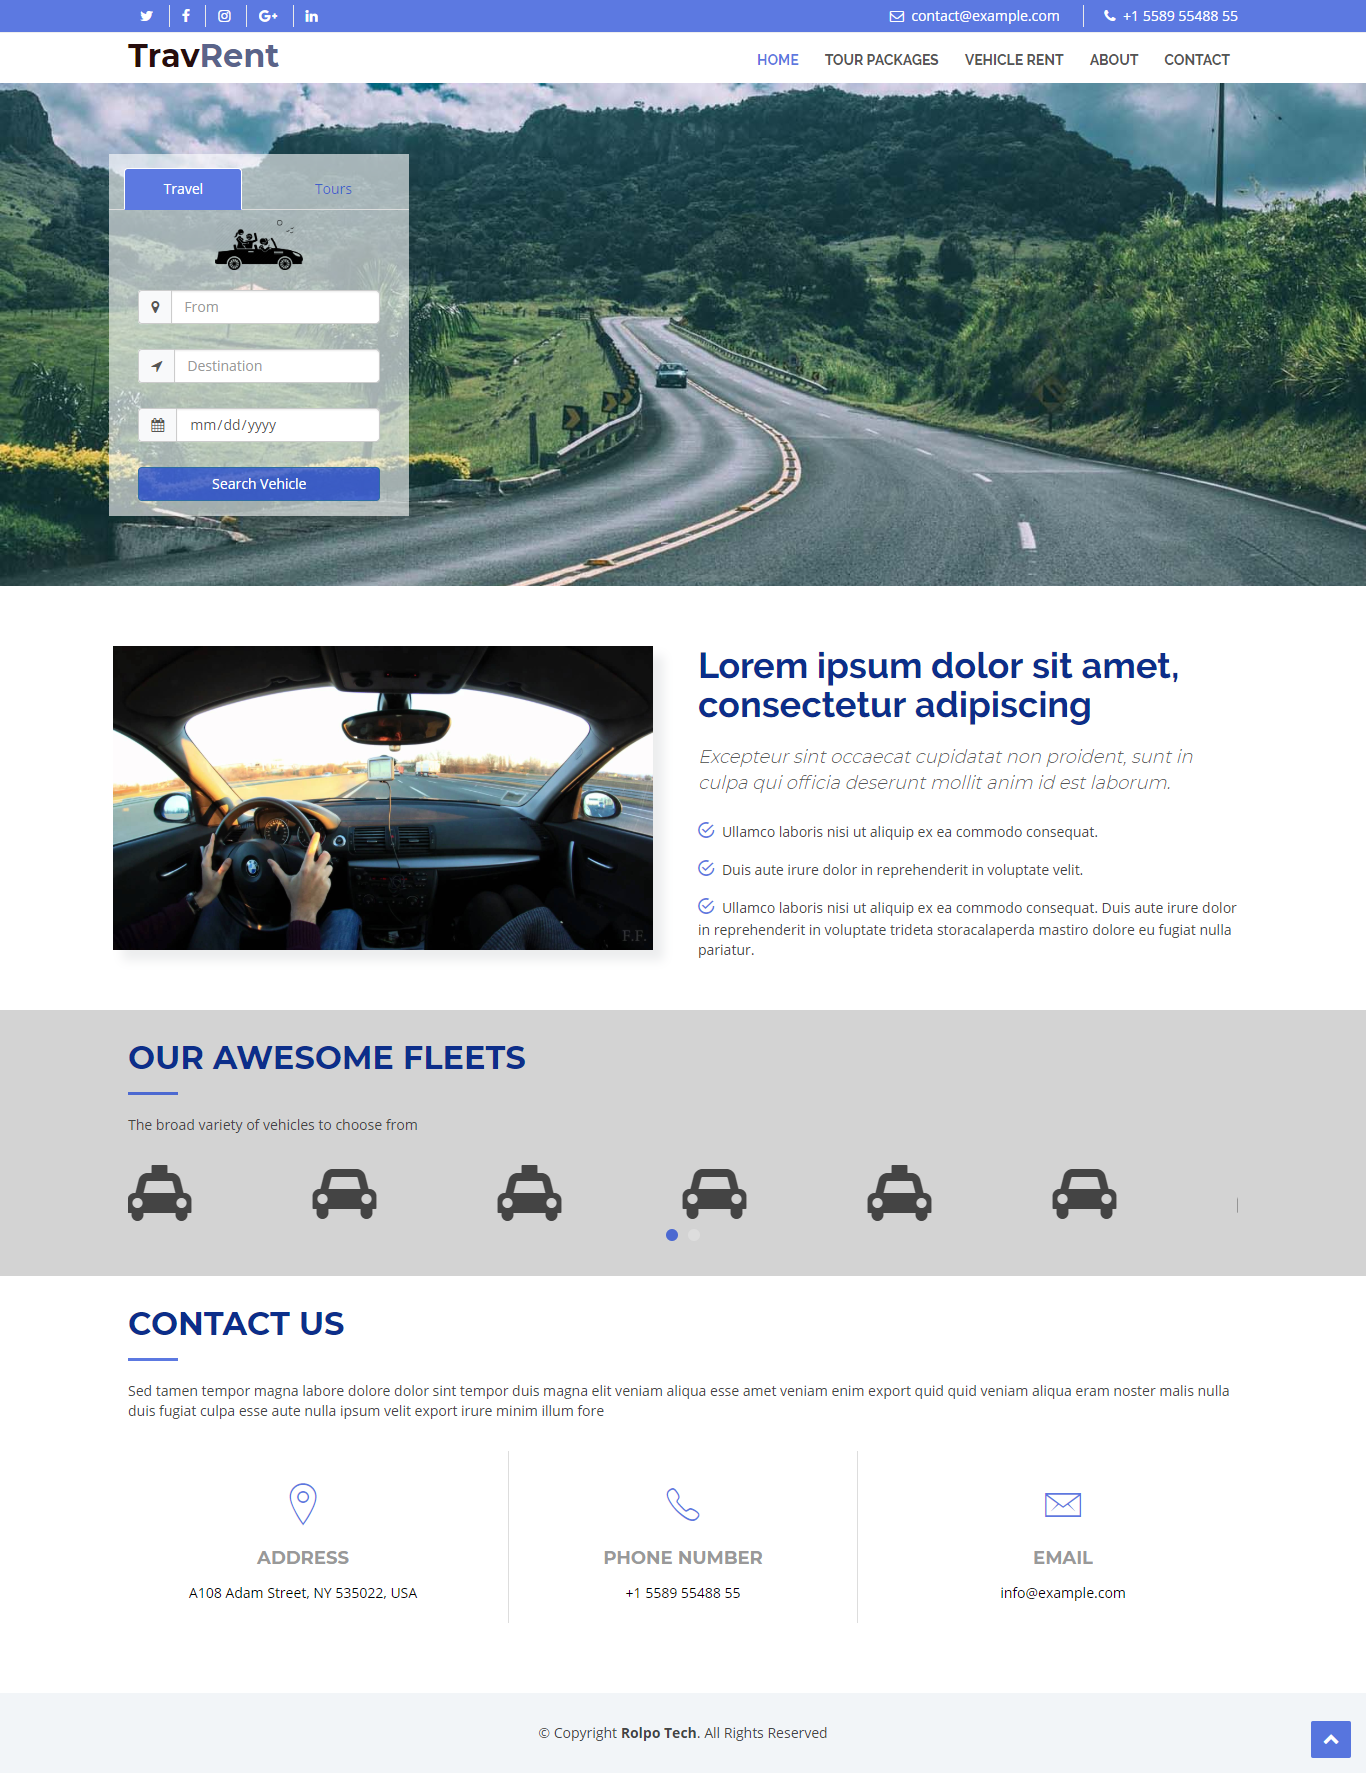 contact@example.com
+1 5589 55488 55
TravRent
HOME
TOUR PACKAGES
VEHICLE RENT
ABOUT
CONTACT
Travel
Tours
From
Destination
mm/dd/yyyy
Search Vehicle
Lorem ipsum dolor sit amet,
consectetur adipiscing
Excepteur sint occaecat cupidatat non proident, sunt in
culpa qui officia deserunt mollit anim id est laborum.
Ullamco laboris nisi ut aliquip ex ea commodo consequat.
Duis aute irure dolor in reprehenderit in voluptate velit.
Ullamco laboris nisi ut aliquip ex ea commodo consequat. Duis aute irure dolor
in reprehenderit in voluptate trideta storacalaperda mastiro dolore eu fugiat nulla
pariatur.
F.F.
OUR AWESOME FLEETS
The broad variety of vehicles to choose from
CONTACT US
Sed tamen tempor magna labore dolore dolor sint tempor duis magna elit veniam aliqua esse amet veniam enim export quid quid veniam aliqua eram noster malis nulla
duis fugiat culpa esse aute nulla ipsum velit export irure minim illum fore
ADDRESS
A108 Adam Street, NY 535022, USA
PHONE NUMBER
+1 5589 55488 55
EMAIL
info@example.com
© Copyright Rolpo Tech. All Rights Reserved